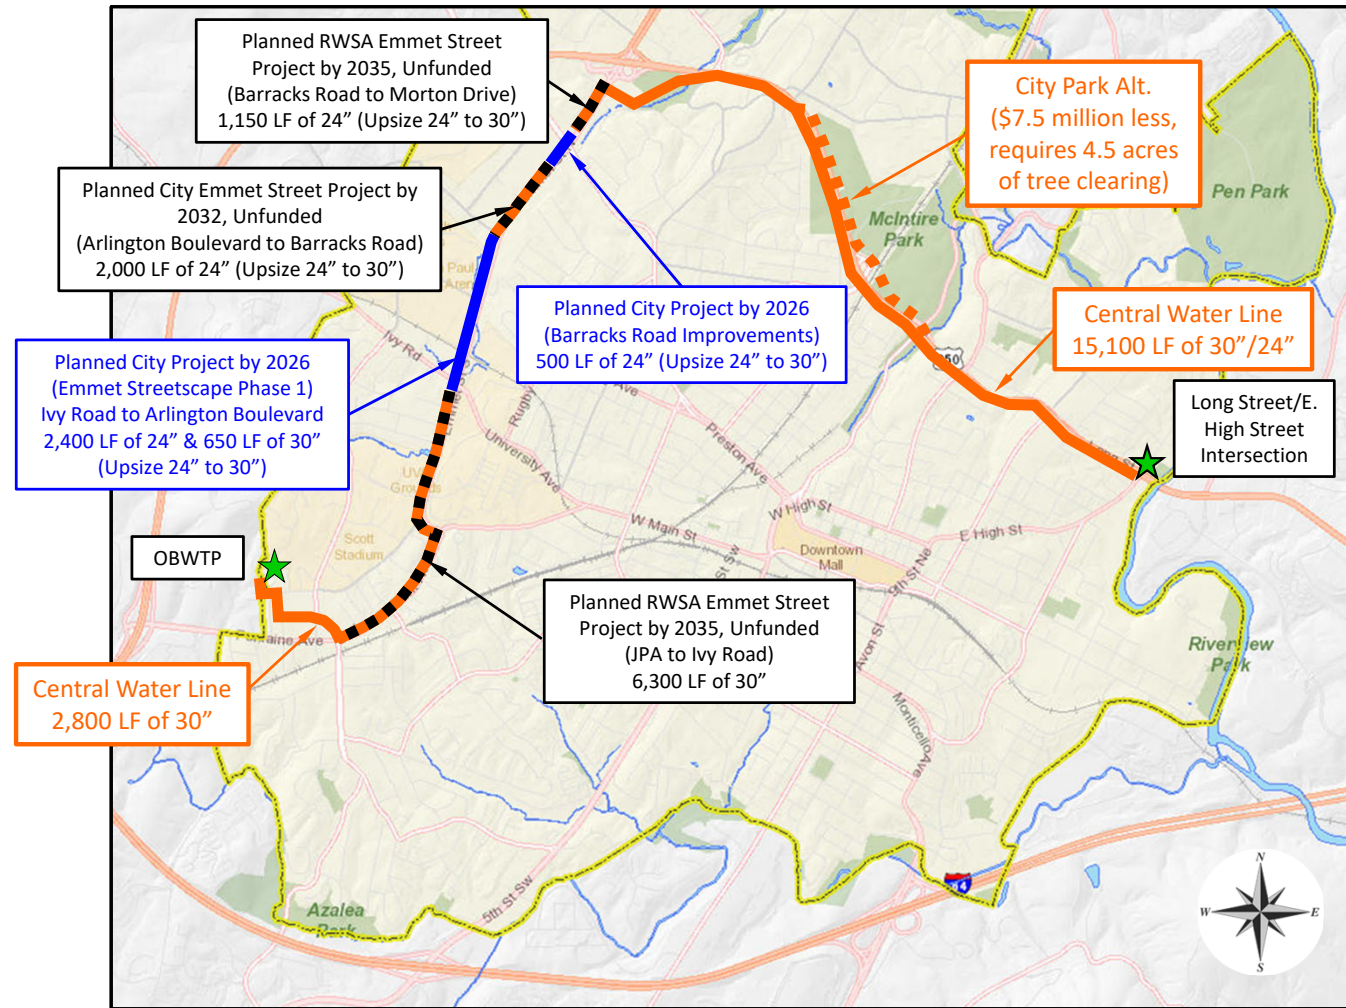 Planned RWSA Emmet Street
Project by 2035, Unfunded
(Barracks Road to Morton Drive)
1,150 LF of 24” (Upsize 24” to 30”)
City Park Alt.
($7.5 million less,
requires 4.5 acres
of tree clearing)
Pen Park
Planned City Emmet Street Project by
2032, Unfunded
(Arlington Boulevard to Barracks Road)
2,000 LF of 24” (Upsize 24” to 30”)
McIntire
Park
Paul
Planned City Project by 2026
(Barracks Road Improvements)
500 LF of 24” (Upsize 24” to 30”)
Central Water Line
15,100 LF of 30”/24”
Ivy Rd
Planned City Project by 2026
(Emmet Streetscape Phase 1)
Ivy Road to Arlington Boulevard
2,400 LF of 24” & 650 LF of 30”
(Upsize 24” to 30”)
Rugby
Ave
Preston Ave
University Ave
Long Street/E.
High Street
Intersection
W High St
E High St
W Main St
Scott
Stadium
Downtown
Mall
OBWTP
9th St Ne
St Sw
Planned RWSA Emmet Street
Project by 2035, Unfunded
(JPA to Ivy Road)
6,300 LF of 30”
Avon St
Ave
Riverview
Park
Central Water Line
2,800 LF of 30”
Monticello Ave
5th St Sw
Azalea
Park
N
W
E
S